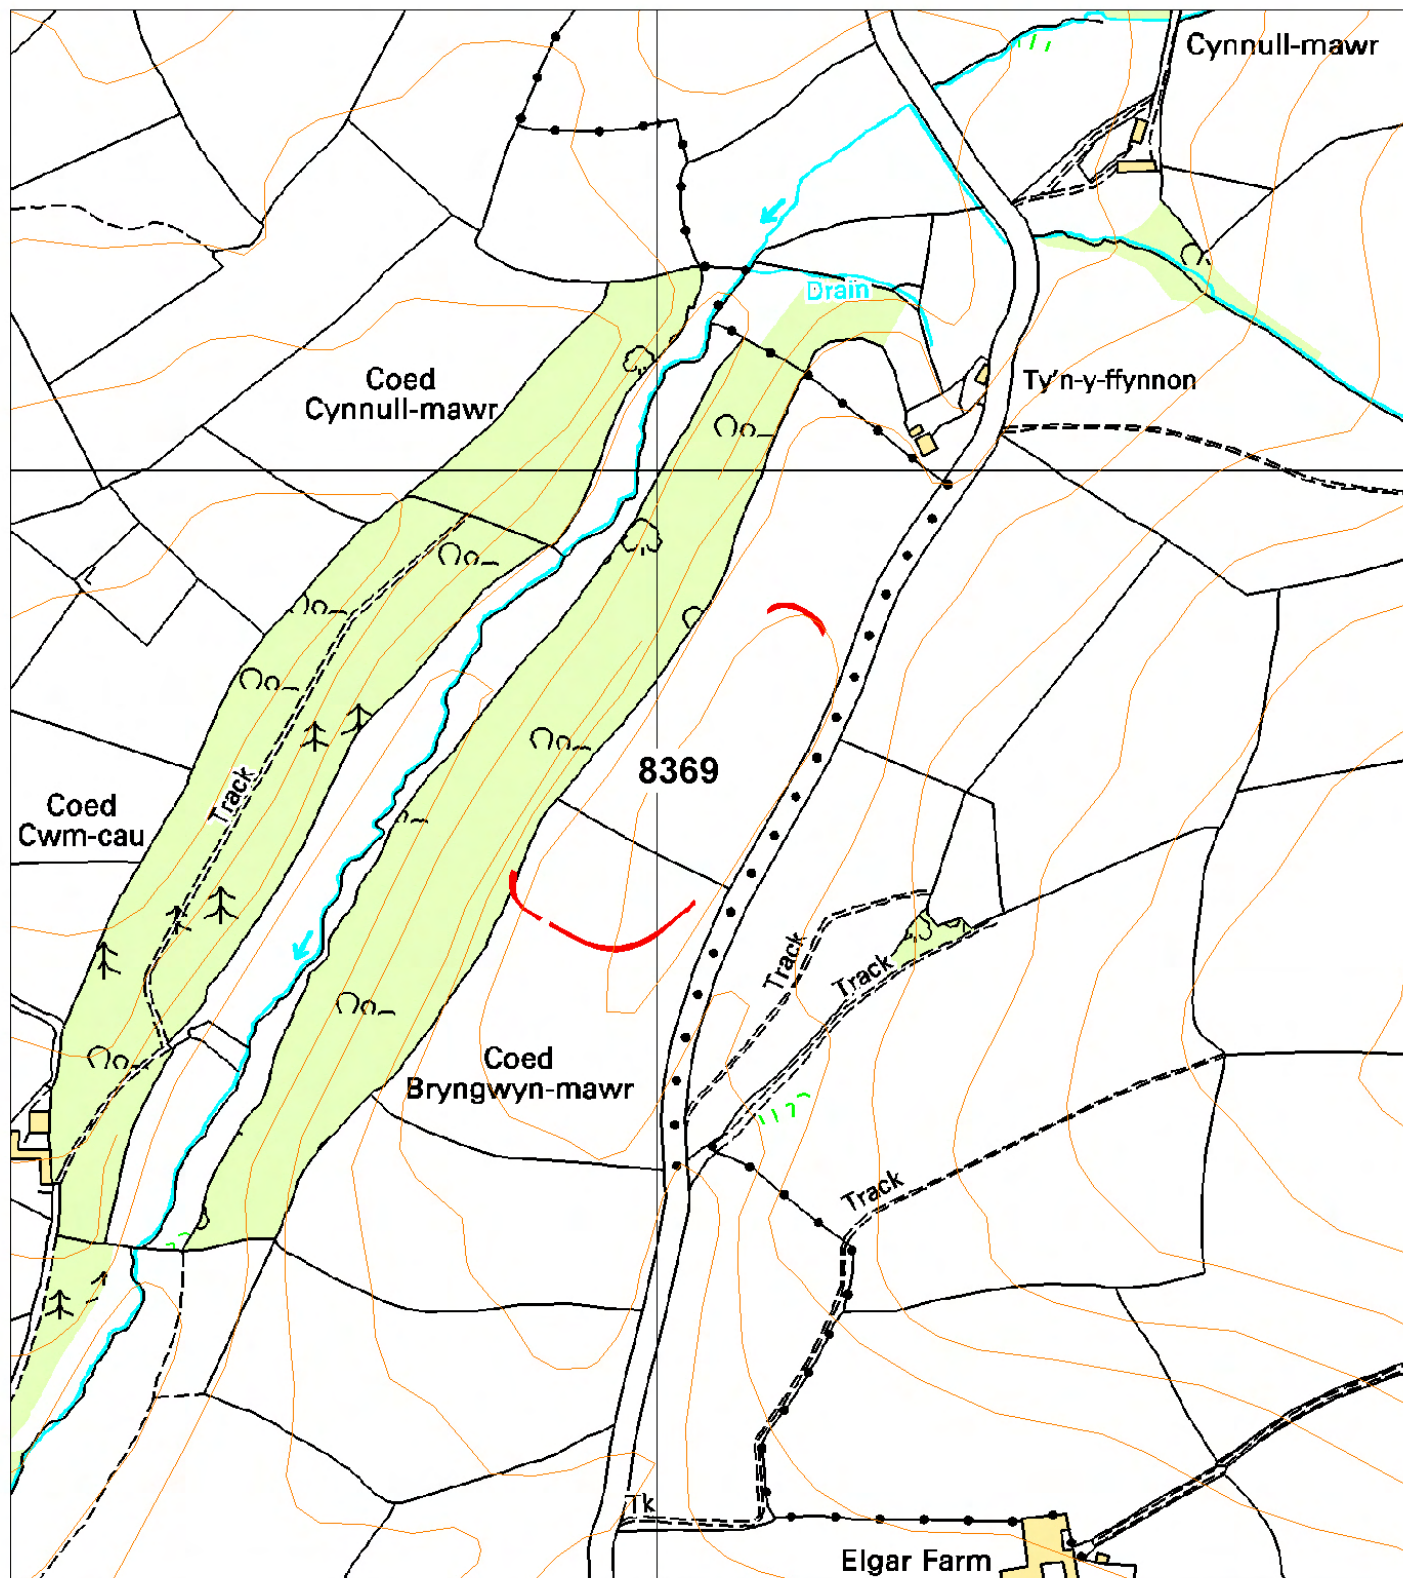 Cynnull-mawr
Drain
Coed
Cynnull-mawr
Ty'n-y-ffynnon
8369
Track
Coed
Cwm-cau
Track
Track
Coed
Bryngwyn-mawr
Track
Tk
Elgar Farm